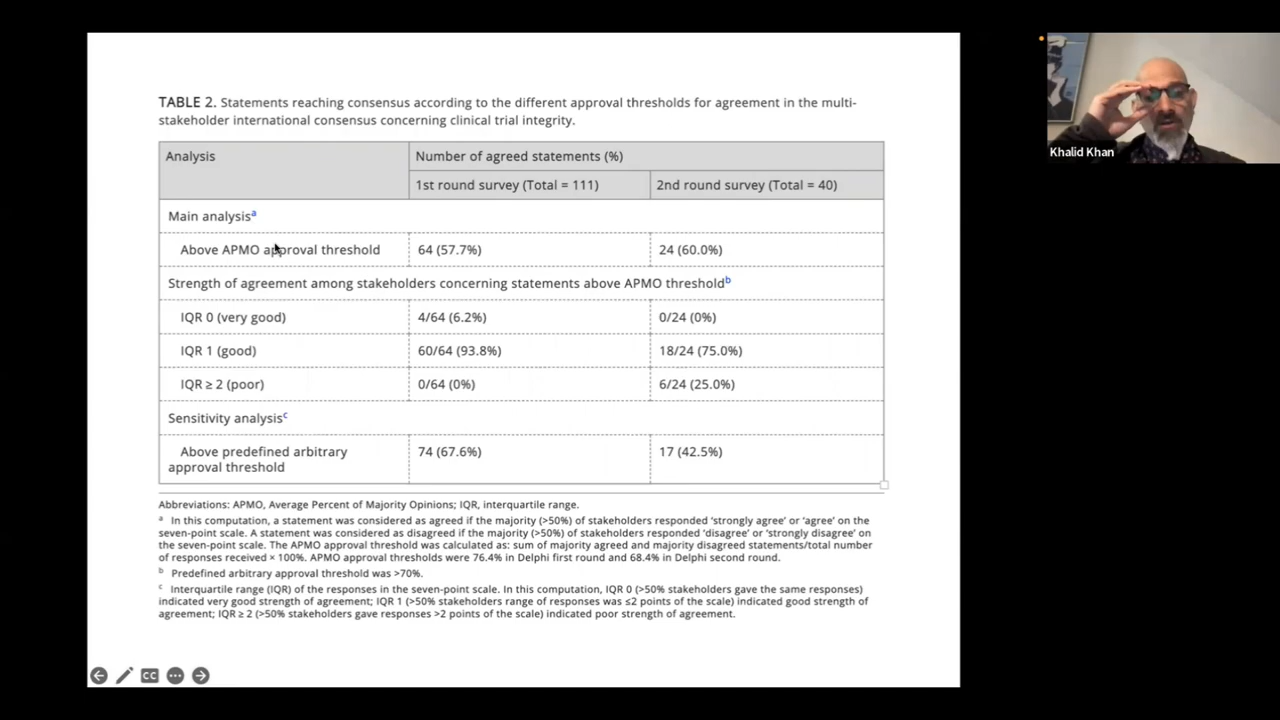 TABLE 2. Statements reaching consensus according to the different approval thresholds for agreement in the multi-
stakeholder international consensus concerning clinical trial integrity.
Analysis
Number of agreed statements (%)
1st round survey (Total = 111)
2nd round survey (Total = 40)
Main analysisa
Above APMO approval threshold
64 (57.7%)
24 (60.0%)
Strength of agreement among stakeholders concerning statements above APMO thresholdb
IQR 0 (very good)
4/64 (6.2%)
0/24 (0%)
IQR 1 (good)
60/64 (93.8%)
18/24 (75.0%)
IQR ≥ 2 (poor)
0/64 (0%)
6/24 (25.0%)
Sensitivity analysisc
Above predefined arbitrary
approval threshold
74 (67.6%)
17 (42.5%)
Abbreviations: APMO, Average Percent of Majority Opinions; IQR, interquartile range.
a In this computation, a statement was considered as agreed if the majority (>50%) of stakeholders responded ‘strongly agree’ or ‘agree’ on the
seven-point scale. A statement was considered as disagreed if the majority (>50%) of stakeholders responded ‘disagree’ or ‘strongly disagree’ on
the seven-point scale. The APMO approval threshold was calculated as: sum of majority agreed and majority disagreed statements/total number
of responses received × 100%. APMO approval thresholds were 76.4% in Delphi first round and 68.4% in Delphi second round.
b Predefined arbitrary approval threshold was >70%.
c Interquartile range (IQR) of the responses in the seven-point scale. In this computation, IQR 0 (>50% stakeholders gave the same responses)
indicated very good strength of agreement; IQR 1 (>50% stakeholders range of responses was ≤2 points of the scale) indicated good strength of
agreement; IQR ≥ 2 (>50% stakeholders gave responses >2 points of the scale) indicated poor strength of agreement.
CC
Khalid Khan